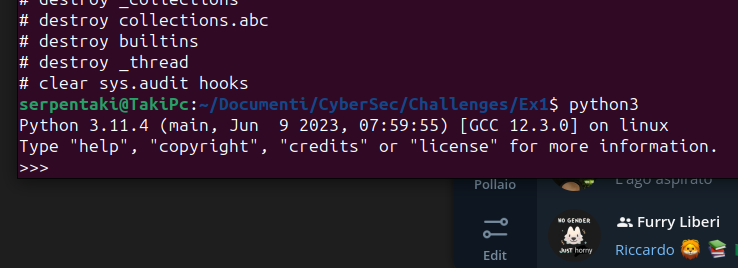 # destroy _collections
# destroy collections.abc
# destroy builtins
# destroy _thread
# clear sys.audit hooks
serpentaki@TakiPc:~/Documenti/CyberSec/Challenges/Ex1$ python3
Python 3.11.4 (main, Jun  9 2023, 07:59:55) [GCC 12.3.0] on linux
Type "help", "copyright", "credits" or "license" for more information.
>>>
Pollaio
L'ago aspirato
NO GENDER
JUST horny
Furry Liberi
Edit
Riccardo 🦁 📚